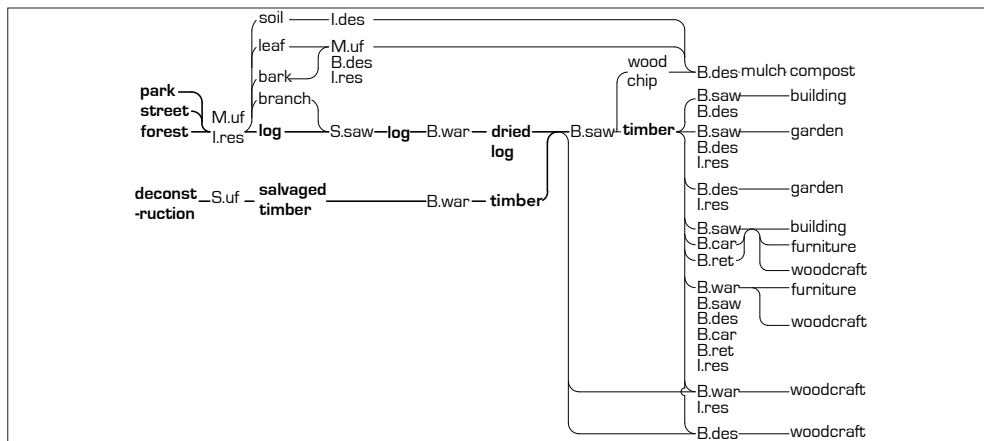 soil I.des
leaf M.uf
B.des
I.res
bark
branch
park
street
forest
M.uf
I.res
log S.saw log B.war dried
log
B.saw timber
wood
chip
B.des mulch compost
B.saw building
B.des
B.saw garden
B.des
I.res
deconst
-ruction
S.uf salvaged
timber
B.war timber
B.des garden
I.res
B.saw building
B.car furniture
B.ret woodcraft
B.war furniture
B.saw woodcraft
B.des
B.car
B.ret
I.res
B.war woodcraft
I.res
B.des woodcraft